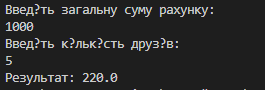 Введ?ть загальну суму рахунку:
1000
Введ?ть к?льк?сть друз?в:
5
Результат: 220.0